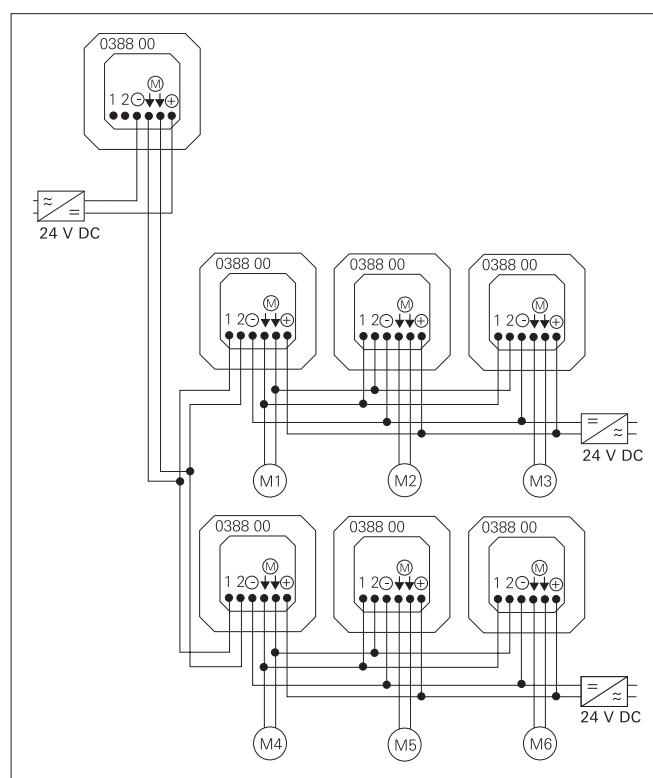 0388 00
M
1 2 - +
≈
=
24 V DC
0388 00 0388 00 0388 00
M M M
1 2 - + 1 2 - + 1 2 - +
=
≈
24 V DC
M1 M2 M3
0388 00 0388 00 0388 00
M M M
1 2 - + 1 2 - + 1 2 - +
=
≈
24 V DC
M4 M5 M6